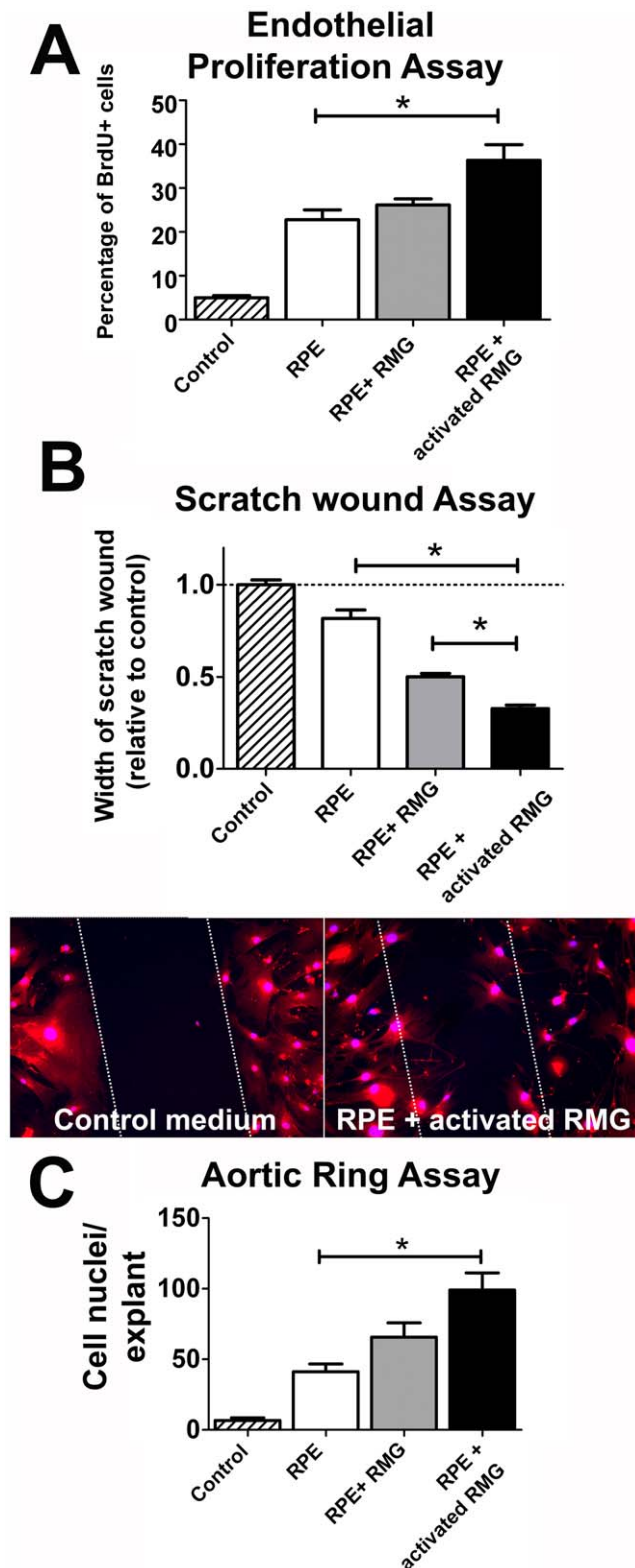 A
Endothelial
Proliferation Assay
Percentage of BrdU+ cells
50
40
30
20
10
0
*
Control
RPE
RPE+ RMG
RPE +
activated RMG
B
Scratch wound Assay
Width of scratch wound
(relative to control)
1.0
0.5
0.0
*
*
Control
RPE
RPE+ RMG
RPE +
activated RMG
Control medium
RPE + activated RMG
C
Aortic Ring Assay
Cell nuclei/
explant
150
100
50
0
*
Control
RPE
RPE+ RMG
RPE +
activated RMG